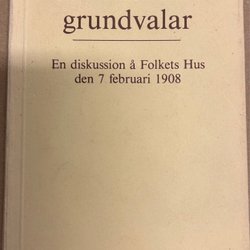 grundvalar
En diskussion å Folkets Hus
den 7 februari 1908